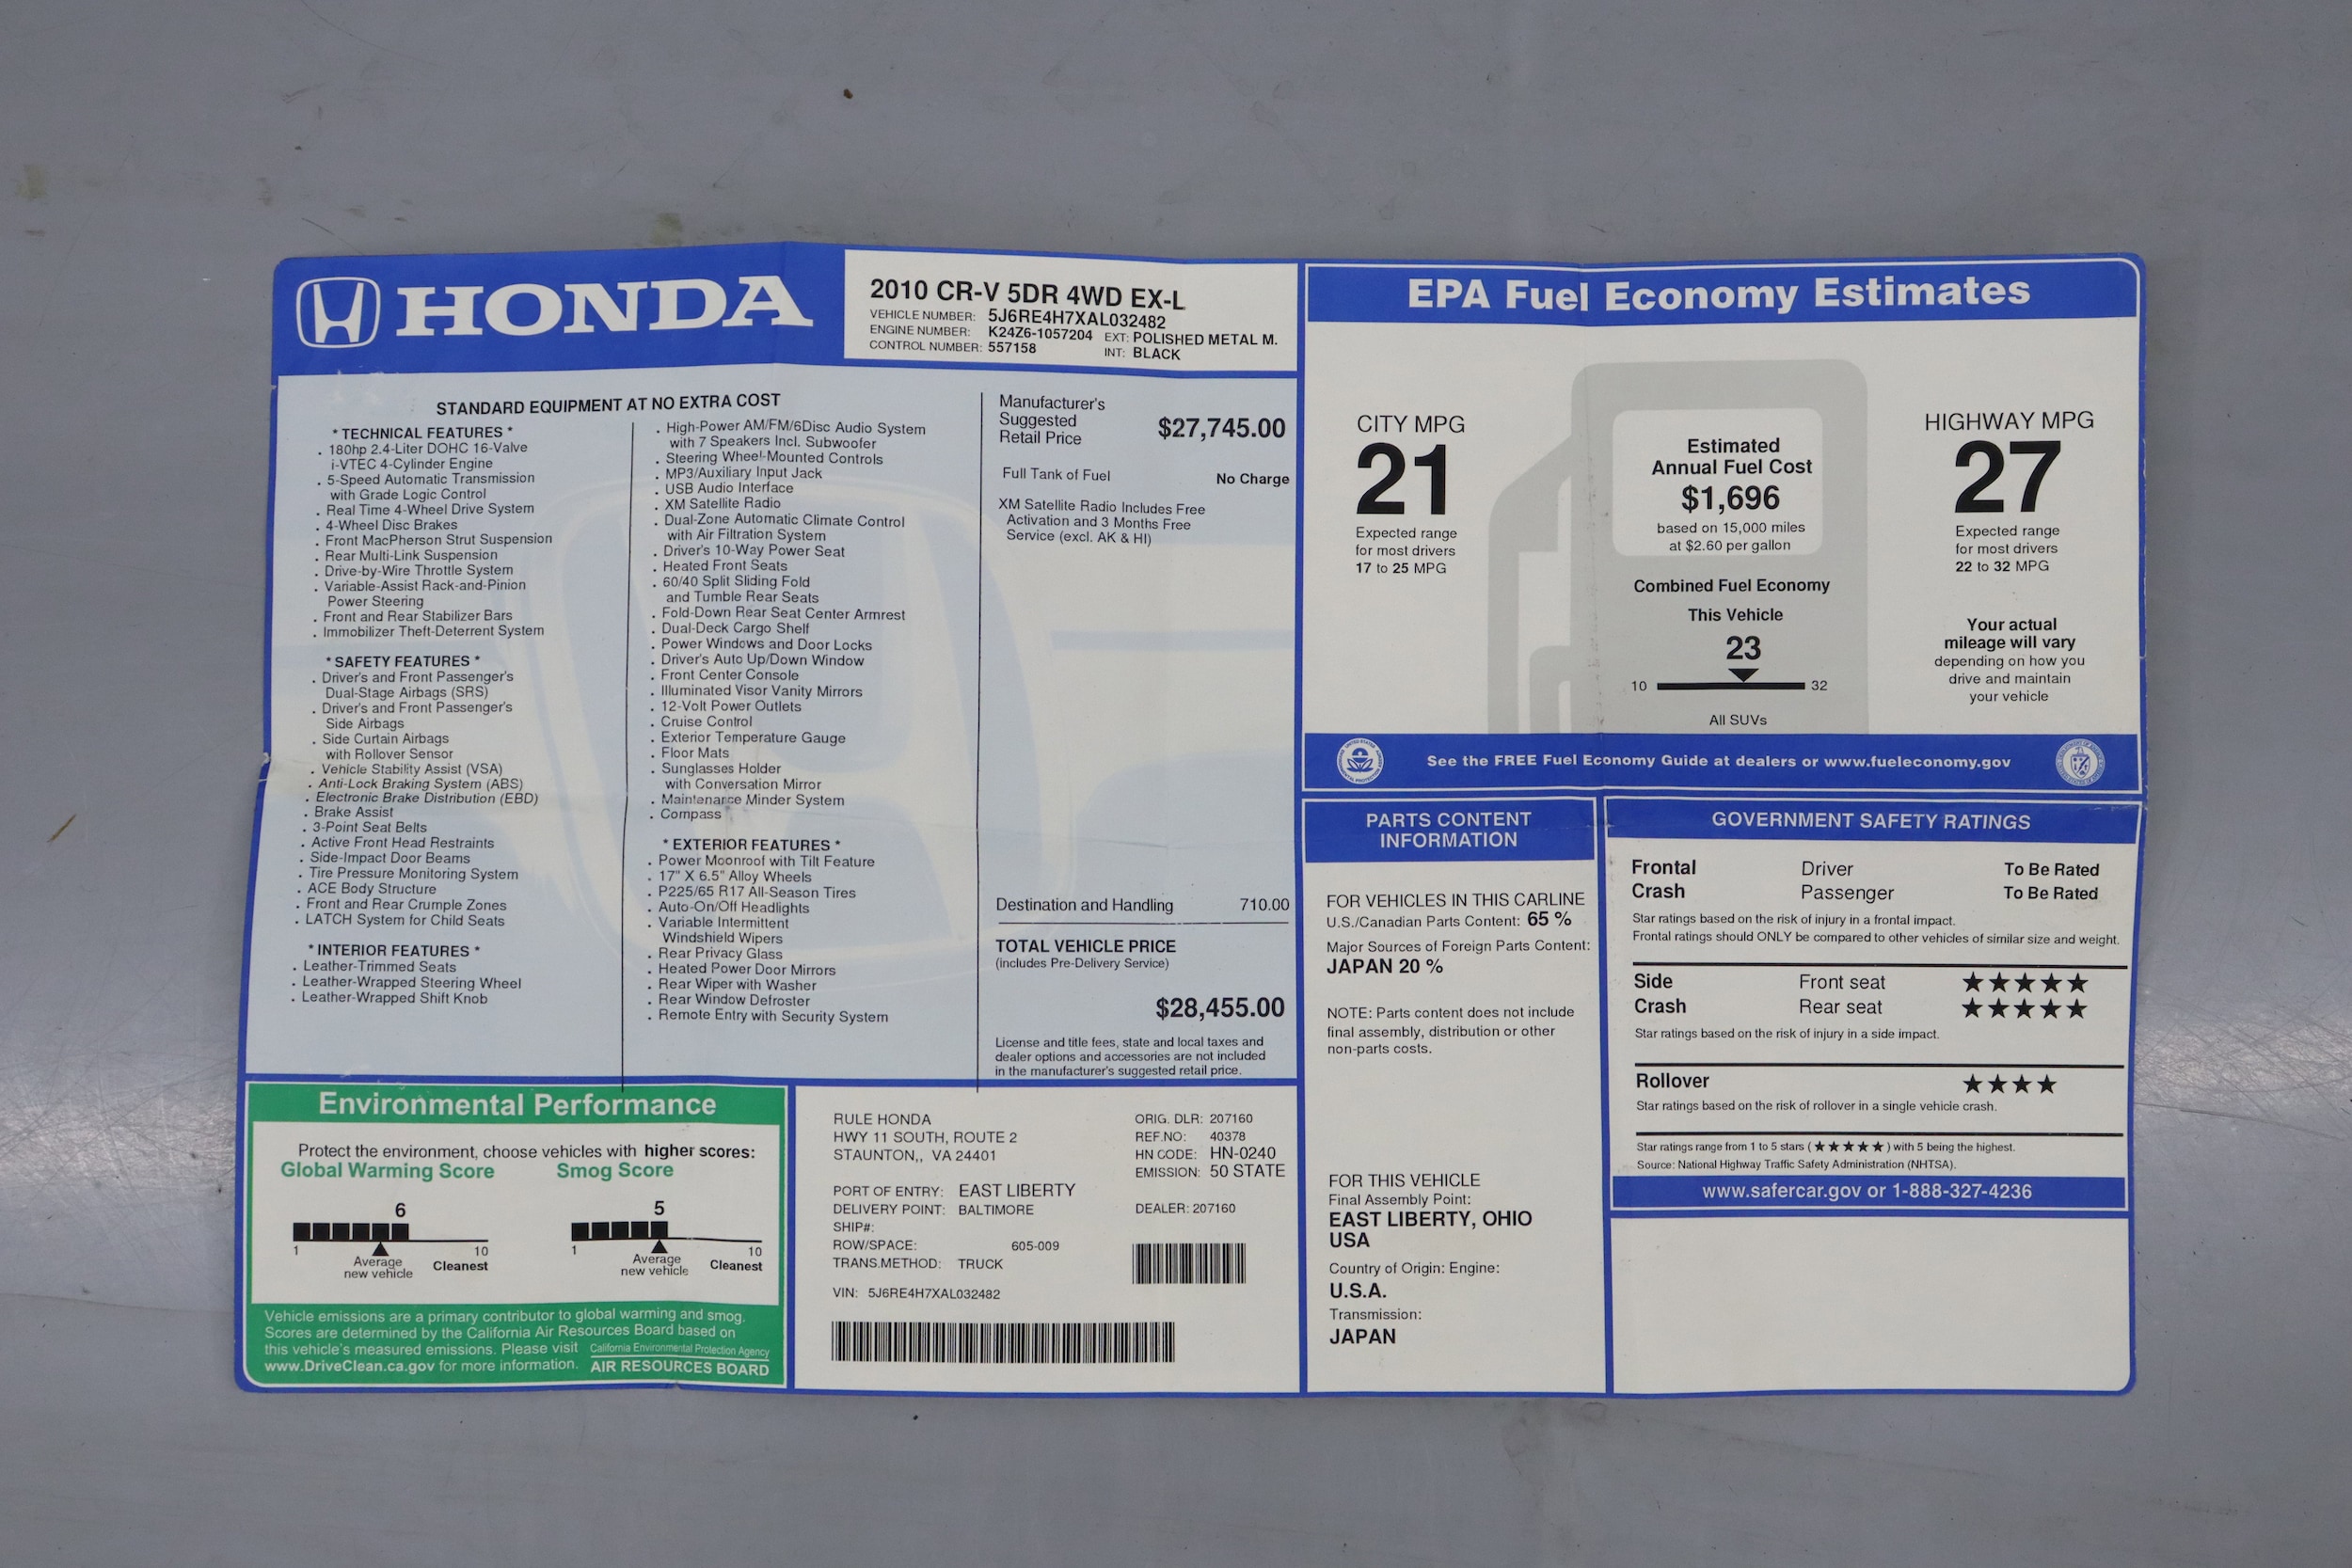 HONDA
2010 CR-V 5DR 4WD EX-L
VEHICLE NUMBER: 5J6RE4H7XAL032482
ENGINE NUMBER: K24Z6-1057204 EXT: POLISHED METAL M.
CONTROL NUMBER: 557158 INT: BLACK
STANDARD EQUIPMENT AT NO EXTRA COST
* TECHNICAL FEATURES *
. 180hp 2.4-Liter DOHC 16-Valve
i-VTEC 4-Cylinder Engine
. 5-Speed Automatic Transmission
with Grade Logic Control
. Real Time 4-Wheel Drive System
. 4-Wheel Disc Brakes
. Front MacPherson Strut Suspension
. Rear Multi-Link Suspension
. Drive-by-Wire Throttle System
. Variable-Assist Rack-and-Pinion
Power Steering
. Front and Rear Stabilizer Bars
. Immobilizer Theft-Deterrent System
* SAFETY FEATURES *
. Driver's and Front Passenger's
Dual-Stage Airbags (SRS)
. Driver's and Front Passenger's
Side Airbags
. Side Curtain Airbags
with Rollover Sensor
. Vehicle Stability Assist (VSA)
. Anti-Lock Braking System (ABS)
. Electronic Brake Distribution (EBD)
. Brake Assist
. 3-Point Seat Belts
. Active Front Head Restraints
. Side-Impact Door Beams
. Tire Pressure Monitoring System
. ACE Body Structure
. Front and Rear Crumple Zones
. LATCH System for Child Seats
* INTERIOR FEATURES *
. Leather-Trimmed Seats
. Leather-Wrapped Steering Wheel
. Leather-Wrapped Shift Knob
. High-Power AM/FM/6Disc Audio System
with 7 Speakers Incl. Subwoofer
. Steering Wheel-Mounted Controls
. MP3/Auxiliary Input Jack
. USB Audio Interface
. XM Satellite Radio
. Dual-Zone Automatic Climate Control
with Air Filtration System
. Driver's 10-Way Power Seat
. Heated Front Seats
. 60/40 Split Sliding Fold
and Tumble Rear Seats
. Fold-Down Rear Seat Center Armrest
. Dual-Deck Cargo Shelf
. Power Windows and Door Locks
. Driver's Auto Up/Down Window
. Front Center Console
. Illuminated Visor Vanity Mirrors
. 12-Volt Power Outlets
. Cruise Control
. Exterior Temperature Gauge
. Floor Mats
. Sunglasses Holder
with Conversation Mirror
. Maintenance Minder System
. Compass
* EXTERIOR FEATURES *
. Power Moonroof with Tilt Feature
. 17" X 6.5" Alloy Wheels
. P225/65 R17 All-Season Tires
. Auto-On/Off Headlights
. Variable Intermittent
Windshield Wipers
. Rear Privacy Glass
. Heated Power Door Mirrors
. Rear Wiper with Washer
. Rear Window Defroster
. Remote Entry with Security System
Manufacturer's
Suggested
Retail Price $27,745.00
Full Tank of Fuel No Charge
XM Satellite Radio Includes Free
Activation and 3 Months Free
Service (excl. AK & HI)
Destination and Handling 710.00
TOTAL VEHICLE PRICE
(includes Pre-Delivery Service)
$28,455.00
License and title fees, state and local taxes and
dealer options and accessories are not included
in the manufacturer's suggested retail price.
Environmental Performance
Protect the environment, choose vehicles with higher scores:
Global Warming Score Smog Score
6 5
1 10 1 10
Average
new vehicle Cleanest
Average
new vehicle Cleanest
Vehicle emissions are a primary contributor to global warming and smog.
Scores are determined by the California Air Resources Board based on
this vehicle's measured emissions. Please visit California Environmental Protection Agency
www.DriveClean.ca.gov for more information. AIR RESOURCES BOARD
RULE HONDA
HWY 11 SOUTH, ROUTE 2
STAUNTON,, VA 24401
PORT OF ENTRY: EAST LIBERTY
DELIVERY POINT: BALTIMORE
SHIP#:
ROW/SPACE: 605-009
TRANS.METHOD: TRUCK
VIN: 5J6RE4H7XAL032482
ORIG. DLR: 207160
REF.NO: 40378
HN CODE: HN-0240
EMISSION: 50 STATE
DEALER: 207160
EPA Fuel Economy Estimates
CITY MPG
21
Expected range
for most drivers
17 to 25 MPG
Estimated
Annual Fuel Cost
$1,696
based on 15,000 miles
at $2.60 per gallon
Combined Fuel Economy
This Vehicle
23
10 32
All SUVs
HIGHWAY MPG
27
Expected range
for most drivers
22 to 32 MPG
Your actual
mileage will vary
depending on how you
drive and maintain
your vehicle
See the FREE Fuel Economy Guide at dealers or www.fueleconomy.gov
PARTS CONTENT
INFORMATION
FOR VEHICLES IN THIS CARLINE
U.S./Canadian Parts Content: 65 %
Major Sources of Foreign Parts Content:
JAPAN 20 %
NOTE: Parts content does not include
final assembly, distribution or other
non-parts costs.
FOR THIS VEHICLE
Final Assembly Point:
EAST LIBERTY, OHIO
USA
Country of Origin: Engine:
U.S.A.
Transmission:
JAPAN
GOVERNMENT SAFETY RATINGS
Frontal Driver To Be Rated
Crash Passenger To Be Rated
Star ratings based on the risk of injury in a frontal impact.
Frontal ratings should ONLY be compared to other vehicles of similar size and weight.
Side Front seat ★★★★★
Crash Rear seat ★★★★★
Star ratings based on the risk of injury in a side impact.
Rollover ★★★★
Star ratings based on the risk of rollover in a single vehicle crash.
Star ratings range from 1 to 5 stars (★★★★★) with 5 being the highest.
Source: National Highway Traffic Safety Administration (NHTSA).
www.safercar.gov or 1-888-327-4236